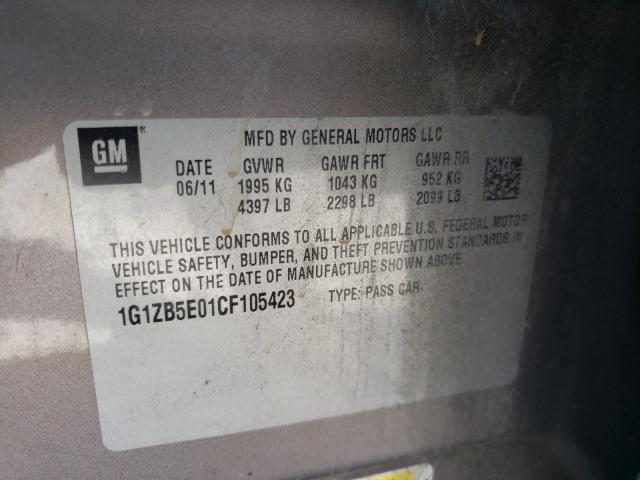 GM ®
MFD BY GENERAL MOTORS LLC
DATE GVWR GAWR FRT GAWR RR
06/11 1995 KG 1043 KG 952 KG
4397 LB 2298 LB 2099 LB
THIS VEHICLE CONFORMS TO ALL APPLICABLE U.S. FEDERAL MOTOR
VEHICLE SAFETY, BUMPER, AND THEFT PREVENTION STANDARDS IN
EFFECT ON THE DATE OF MANUFACTURE SHOWN ABOVE.
1G1ZB5E01CF105423 TYPE: PASS CAR